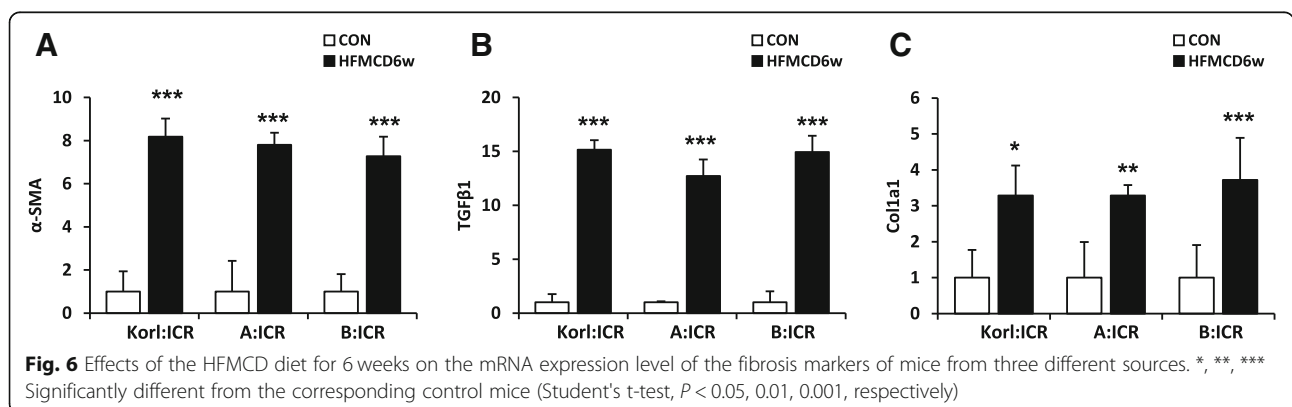 A
CON
HFMCD6w
***
***
***
10
8
6
4
2
0
α-SMA
Korl:ICR A:ICR B:ICR
B
CON
HFMCD6w
***
***
***
20
15
10
5
0
TGFβ1
Korl:ICR A:ICR B:ICR
C
CON
HFMCD6w
*
**
***
6
5
4
3
2
1
0
Col1a1
Korl:ICR A:ICR B:ICR
Fig. 6 Effects of the HFMCD diet for 6 weeks on the mRNA expression level of the fibrosis markers of mice from three different sources. *, **, ***
Significantly different from the corresponding control mice (Student's t-test, P < 0.05, 0.01, 0.001, respectively)